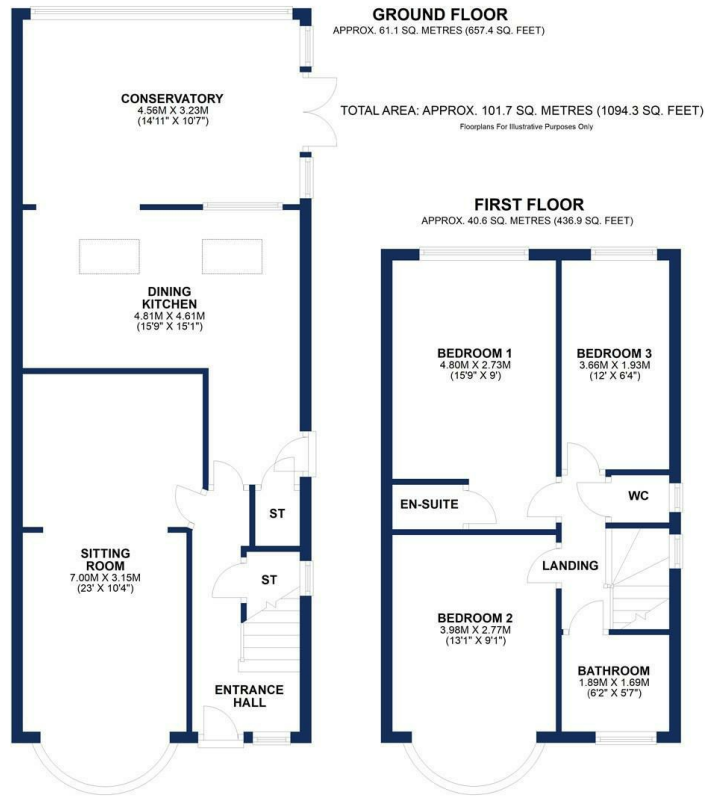 GROUND FLOOR
APPROX. 61.1 SQ. METRES (657.4 SQ. FEET)
CONSERVATORY
4.56M X 3.23M
(14'11" X 10'7")
TOTAL AREA: APPROX. 101.7 SQ. METRES (1094.3 SQ. FEET)
Floorplans For Illustrative Purposes Only
DINING
KITCHEN
4.81M X 4.61M
(15'9" X 15'1")
ST
ST
SITTING
ROOM
7.00M X 3.15M
(23' X 10'4")
ENTRANCE
HALL
FIRST FLOOR
APPROX. 40.6 SQ. METRES (436.9 SQ. FEET)
BEDROOM 1
4.80M X 2.73M
(15'9" X 9')
BEDROOM 3
3.66M X 1.93M
(12' X 6'4")
EN-SUITE
WC
LANDING
BEDROOM 2
3.98M X 2.77M
(13'1" X 9'1")
BATHROOM
1.89M X 1.69M
(6'2" X 5'7")